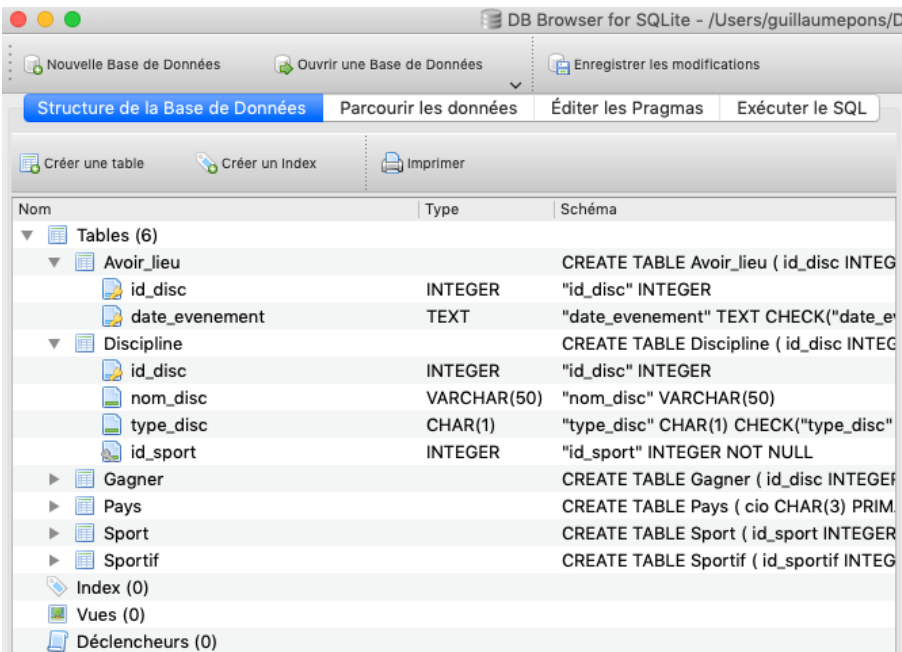 DB Browser for SQLite - /Users/guillaumepons/D
Nouvelle Base de Données Ouvrir une Base de Données Enregistrer les modifications
Structure de la Base de Données Parcourir les données Éditer les Pragmas Exécuter le SQL
Créer une table Créer un Index Imprimer
Nom Type Schéma
Tables (6)
Avoir_lieu CREATE TABLE Avoir_lieu ( id_disc INTEG
id_disc INTEGER "id_disc" INTEGER
date_evenement TEXT "date_evenement" TEXT CHECK("date_e
Discipline CREATE TABLE Discipline ( id_disc INTEG
id_disc INTEGER "id_disc" INTEGER
nom_disc VARCHAR(50) "nom_disc" VARCHAR(50)
type_disc CHAR(1) "type_disc" CHAR(1) CHECK("type_disc"
id_sport INTEGER "id_sport" INTEGER NOT NULL
Gagner CREATE TABLE Gagner ( id_disc INTEGER
Pays CREATE TABLE Pays ( cio CHAR(3) PRIM
Sport CREATE TABLE Sport ( id_sport INTEGER
Sportif CREATE TABLE Sportif ( id_sportif INTEG
Index (0)
Vues (0)
Déclencheurs (0)